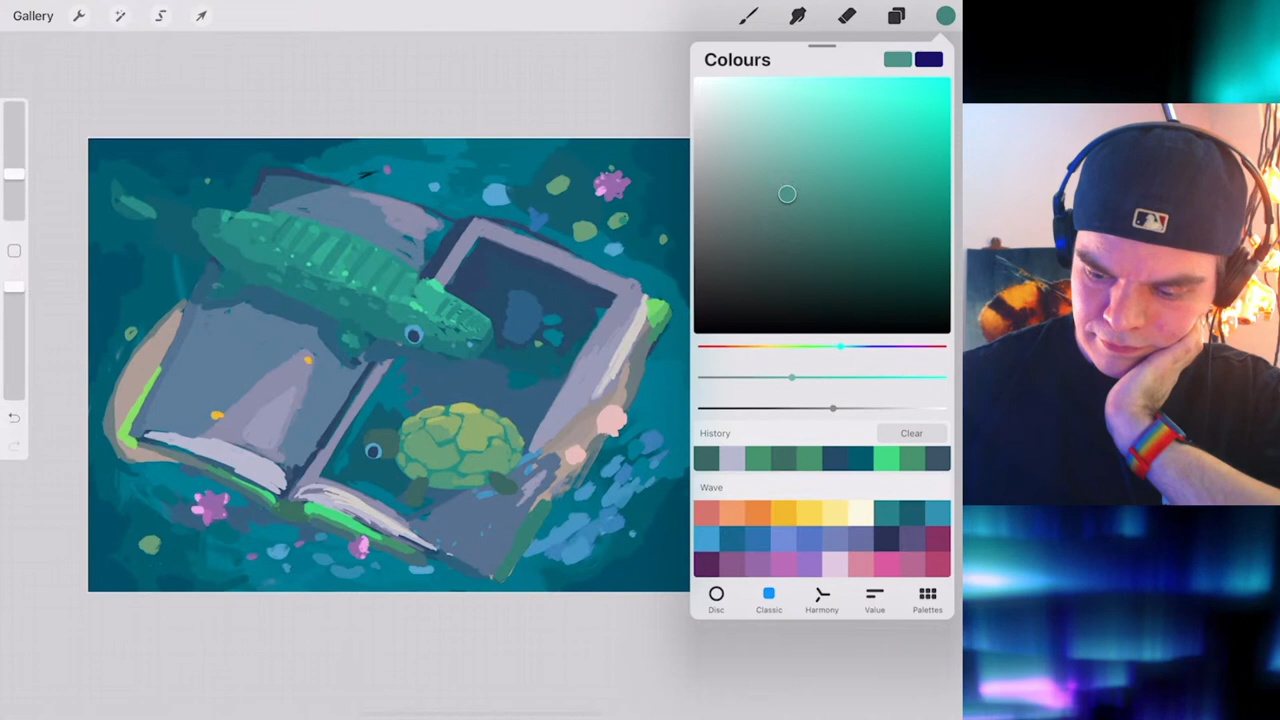 Gallery
Colours
History
Clear
Wave
Disc
Classic
Harmony
Value
Palettes